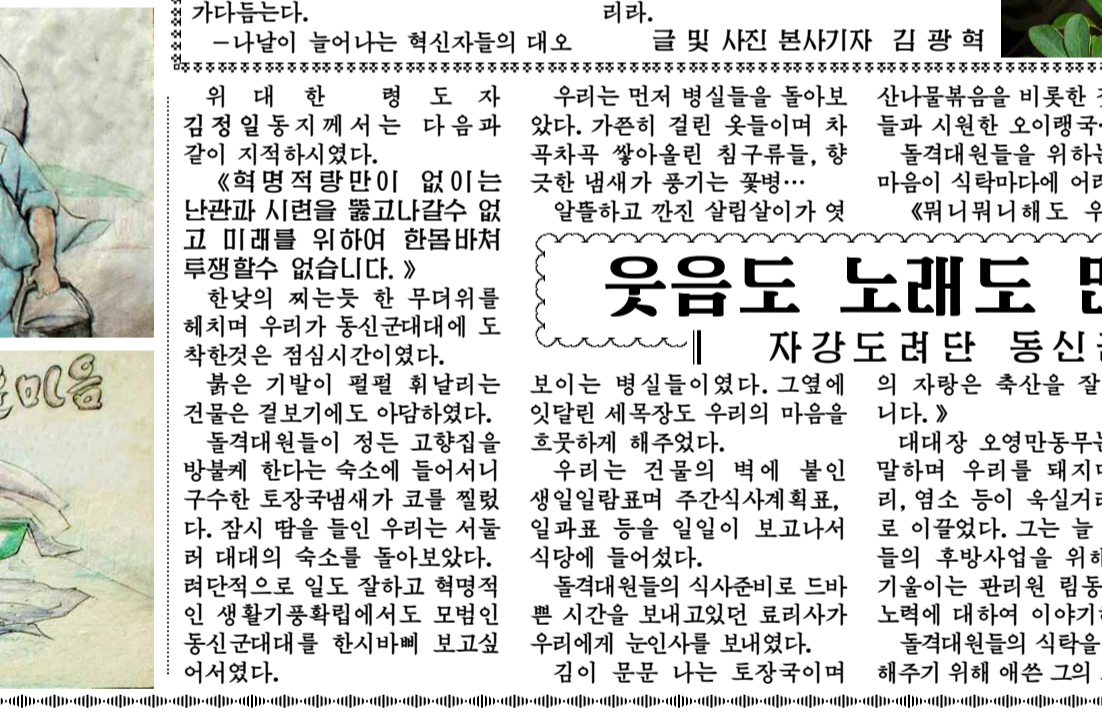 가다듬는다.
－나날이 늘어나는 혁신자들의 대오
리라.
글 및 사진 본사기자 김 광 혁
위 대 한 령 도 자
김정일동지께서는 다음과
같이 지적하시였다.
《혁명적랑만이 없이는
난관과 시련을 뚫고나갈수 없
고 미래를 위하여 한몸바쳐
투쟁할수 없습니다.》
한낮의 찌는듯 한 무더위를
헤치며 우리가 동신군대대에 도
착한것은 점심시간이였다.
붉은 기발이 펄펄 휘날리는
건물은 겉보기에도 아담하였다.
돌격대원들이 정든 고향집을
방불케 한다는 숙소에 들어서니
구수한 토장국냄새가 코를 찔렀
다. 잠시 땀을 들인 우리는 서둘
러 대대의 숙소를 돌아보았다.
려단적으로 일도 잘하고 혁명적
인 생활기풍확립에서도 모범인
동신군대대를 한시바삐 보고싶
어서였다.
우리는 먼저 병실들을 돌아보
았다. 가쯘히 걸린 옷들이며 차
곡차곡 쌓아올린 침구류들, 향
긋한 냄새가 풍기는 꽃병…
알뜰하고 깐진 살림살이가 엿
웃음도 노래도
자강도려단 동신
보이는 병실들이였다. 그옆에
잇달린 세목장도 우리의 마음을
흐뭇하게 해주었다.
우리는 건물의 벽에 붙인
생일일람표며 주간식사계획표,
일과표 등을 일일이 보고나서
식당에 들어섰다.
돌격대원들의 식사준비로 드바
쁜 시간을 보내고있던 료리사가
우리에게 눈인사를 보내였다.
김이 문문 나는 토장국이며
산나물볶음을 비롯한
들과 시원한 오이랭국
돌격대원들을 위하는
마음이 식탁마다에 어려
《뭐니뭐니해도 우
의 자랑은 축산을 잘
니다.》
대대장 오영만동무는
말하며 우리를 돼지며
리, 염소 등이 욱실거리
로 이끌었다. 그는 늘
들의 후방사업을 위해
기울이는 관리원 림동
노력에 대하여 이야기
돌격대원들의 식탁을
해주기 위해 애쓴 그의